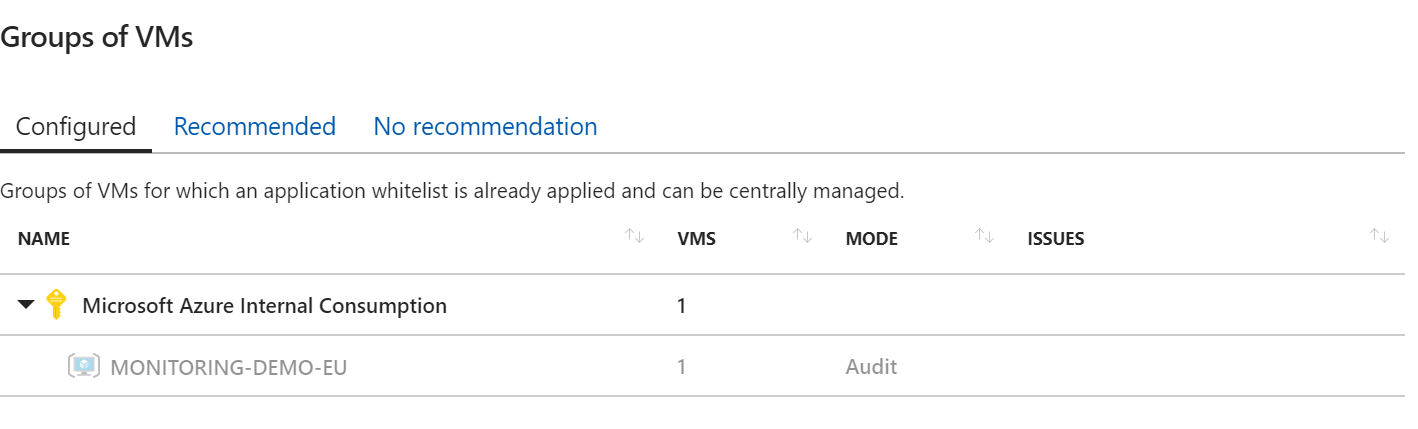 Groups of VMs
Configured Recommended No recommendation
Groups of VMs for which an application whitelist is already applied and can be centrally managed.
NAME VMS MODE ISSUES
Microsoft Azure Internal Consumption 1
MONITORING-DEMO-EU 1 Audit